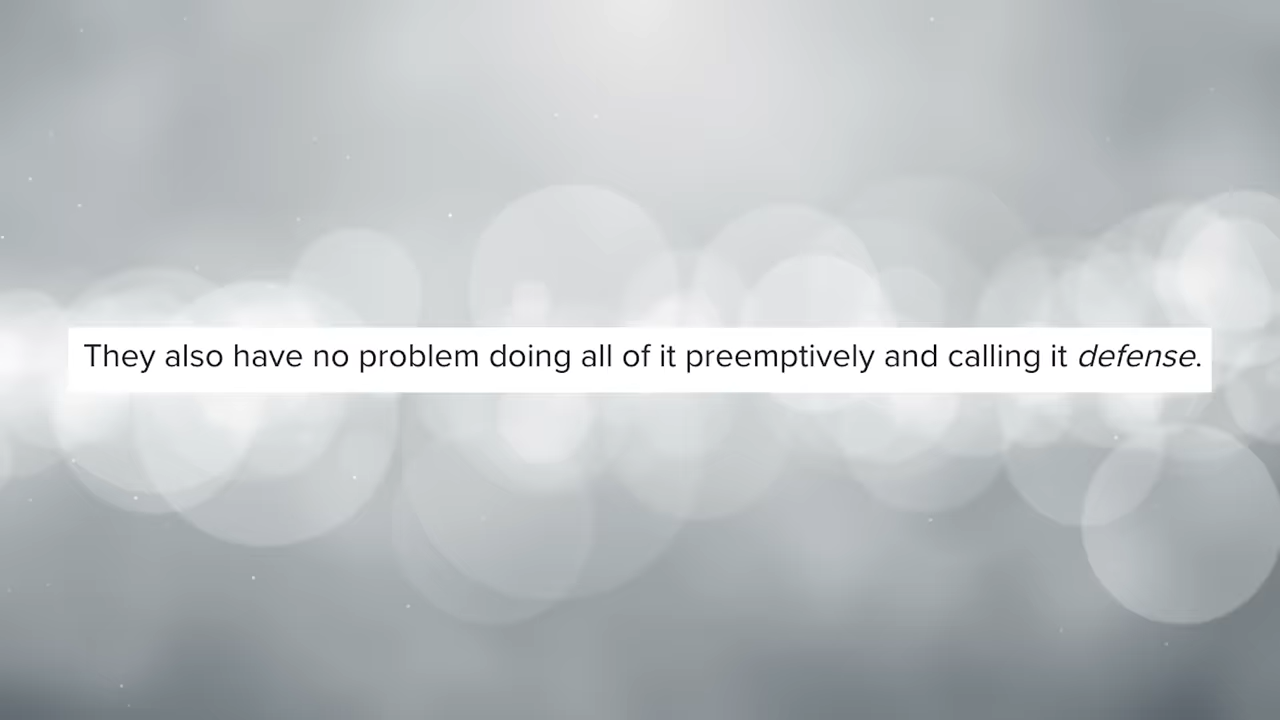 They also have no problem doing all of it preemptively and calling it defense.